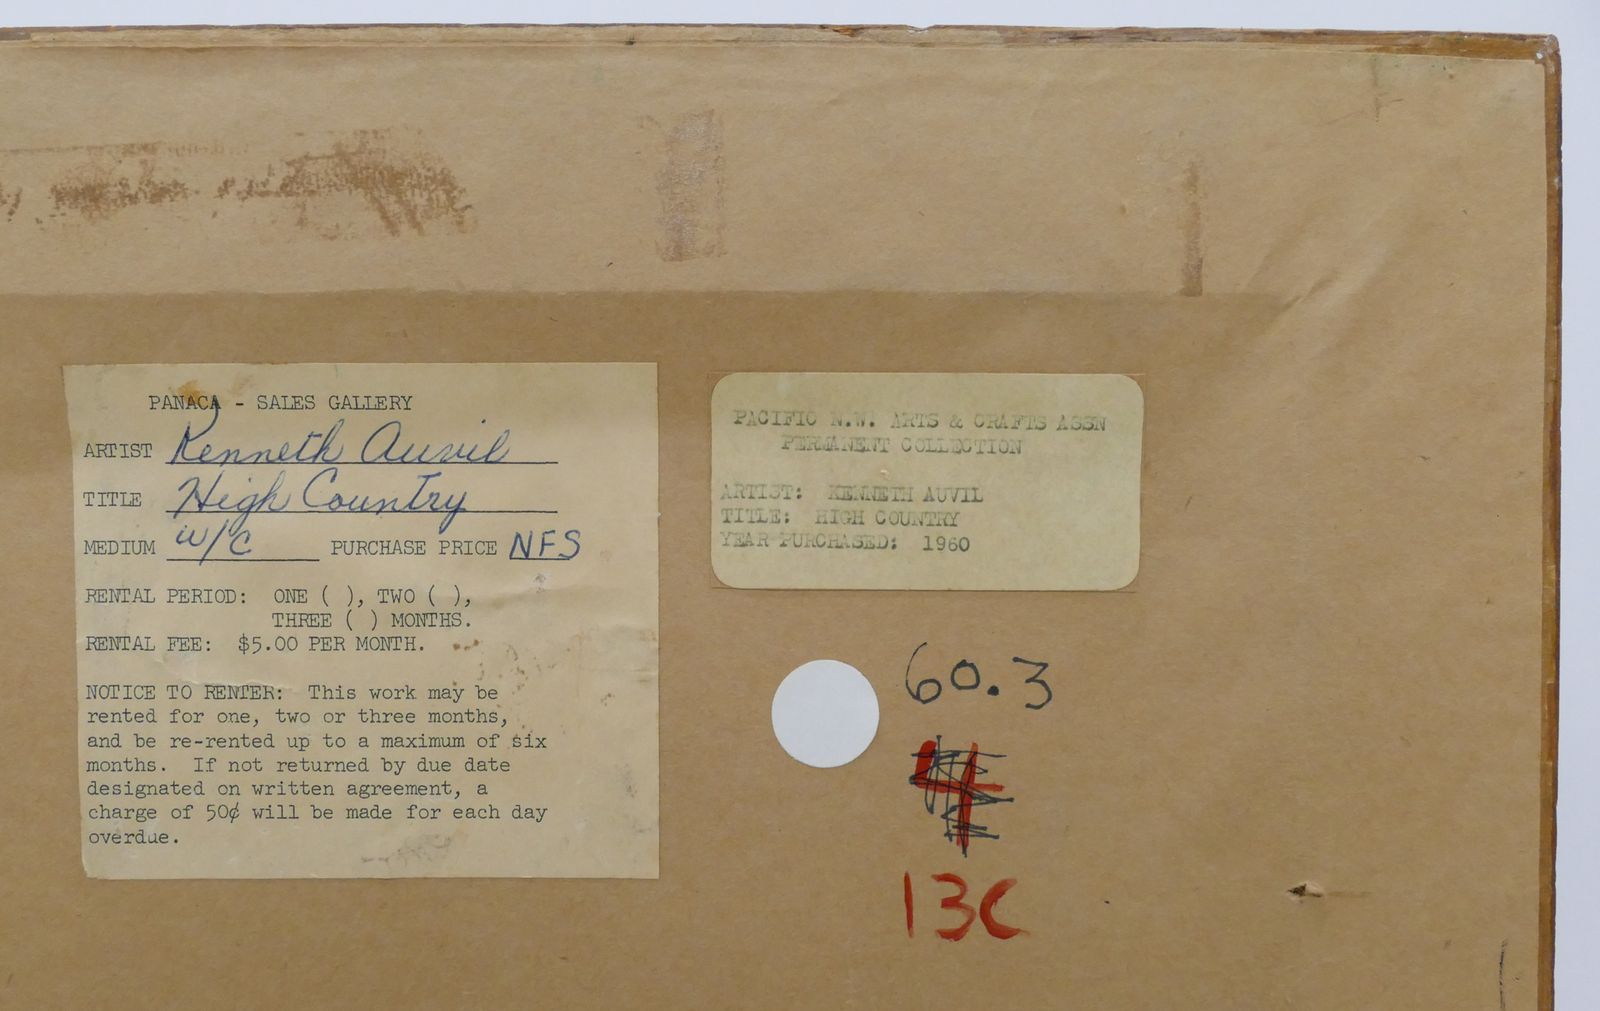 PANACA - SALES GALLERY
ARTIST Kenneth Auvil
TITLE High Country
MEDIUM W/C PURCHASE PRICE NFS
RENTAL PERIOD: ONE ( ), TWO ( ),
THREE ( ) MONTHS.
RENTAL FEE: $5.00 PER MONTH.
NOTICE TO RENTER: This work may be
rented for one, two or three months,
and be re-rented up to a maximum of six
months. If not returned by due date
designated on written agreement, a
charge of 50¢ will be made for each day
overdue.
PACIFIC N.W. ARTS & CRAFTS ASSN
PERMANENT COLLECTION
ARTIST: KENNETH AUVIL
TITLE: HIGH COUNTRY
YEAR PURCHASED: 1960
60.3
13C